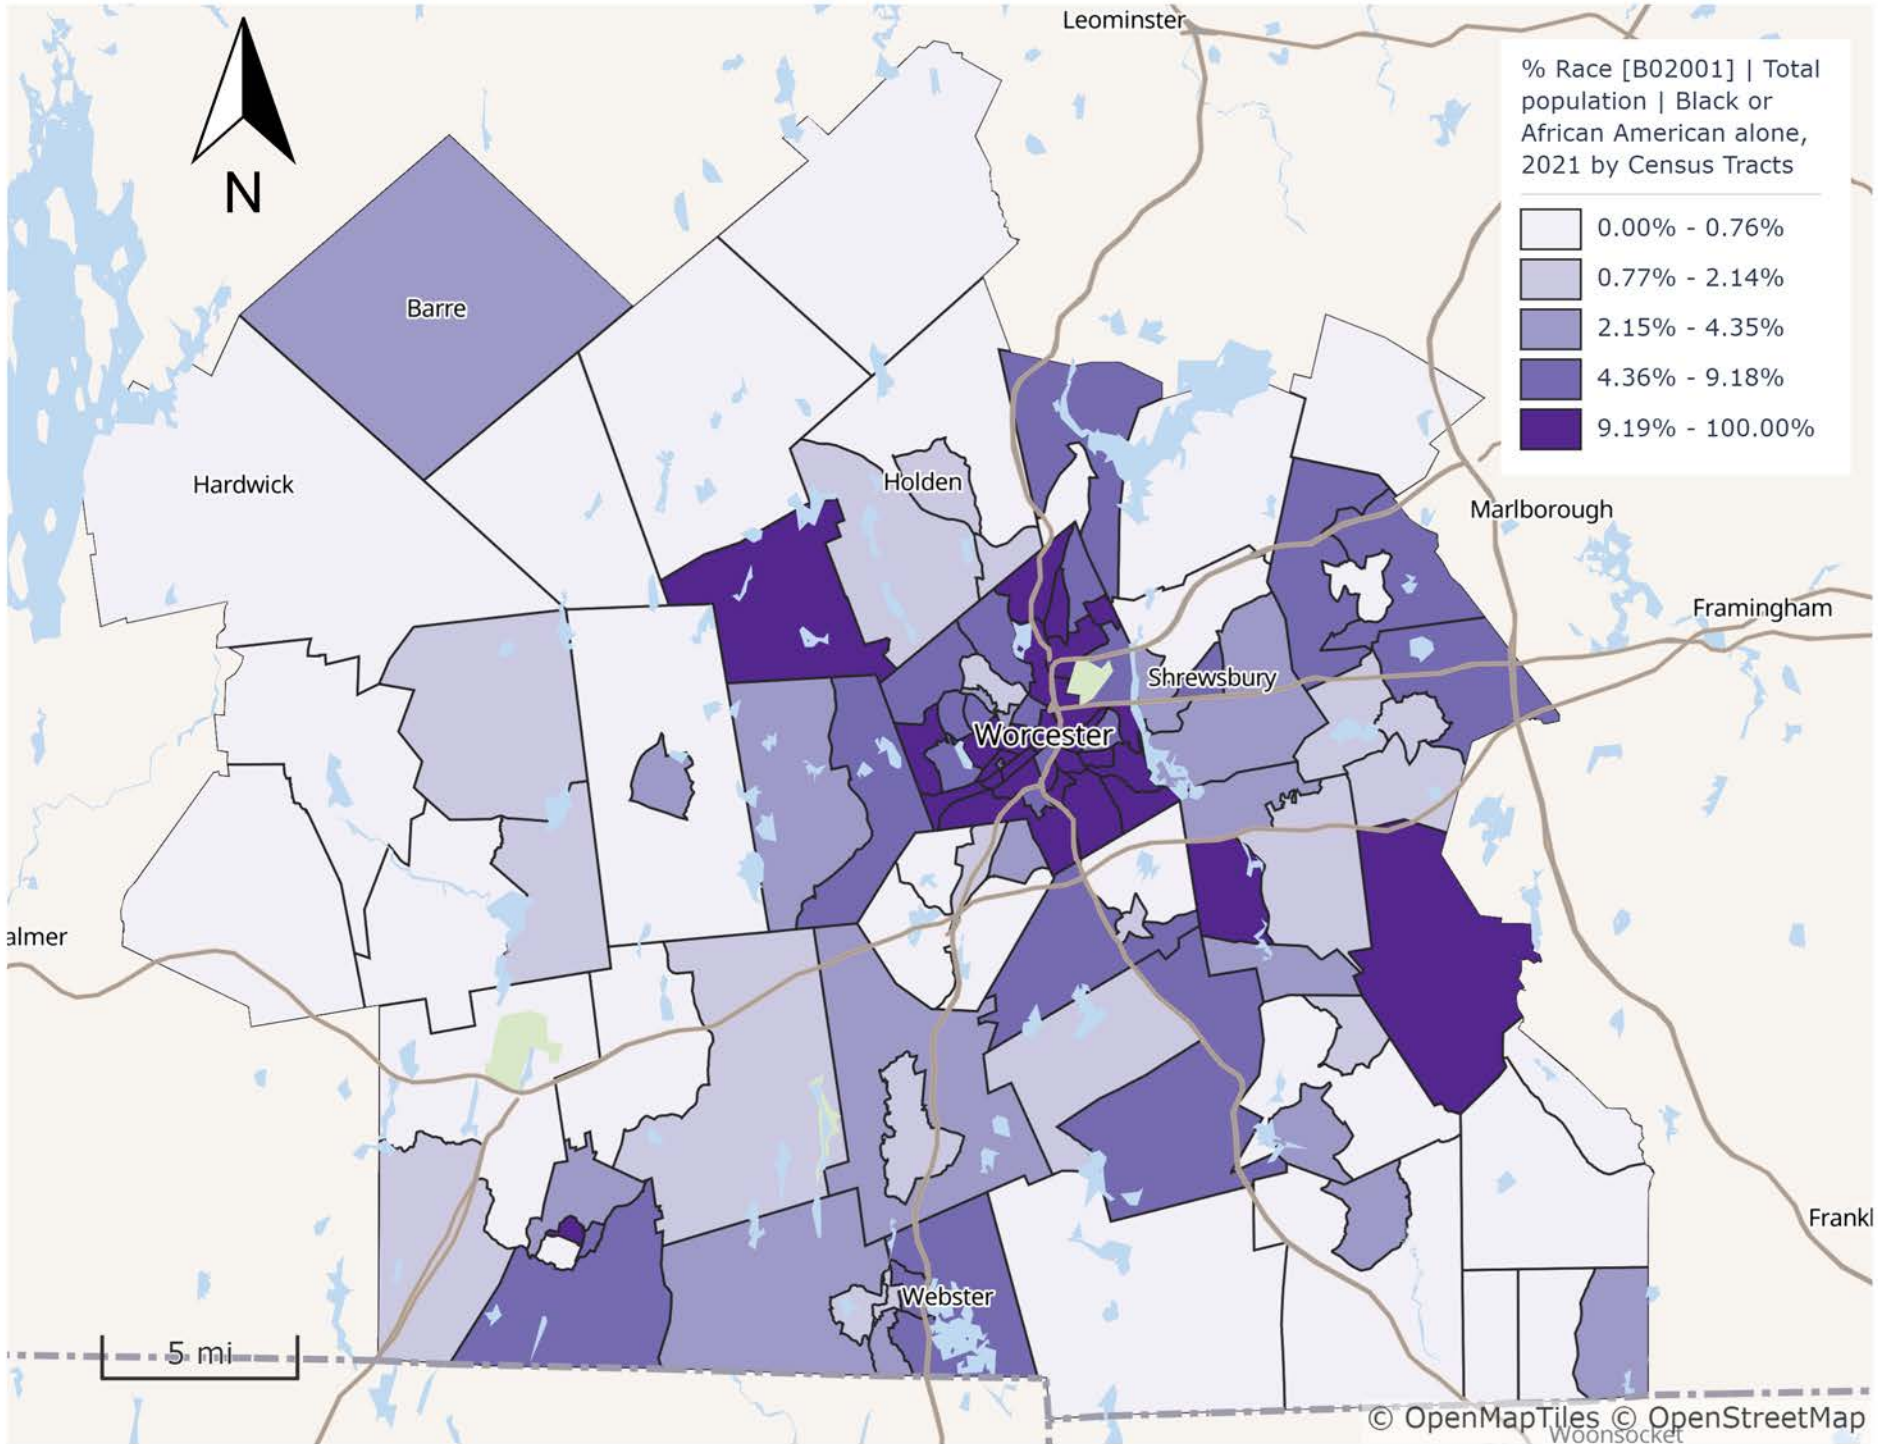 Leominster
N
% Race [B02001] | Total
population | Black or
African American alone,
2021 by Census Tracts
0.00% - 0.76%
0.77% - 2.14%
2.15% - 4.35%
4.36% - 9.18%
9.19% - 100.00%
Barre
Hardwick
Holden
Marlborough
Framingham
Shrewsbury
Worcester
almer
Frankl
Webster
5 mi
© OpenMapTiles © OpenStreetMap
Woonsocket